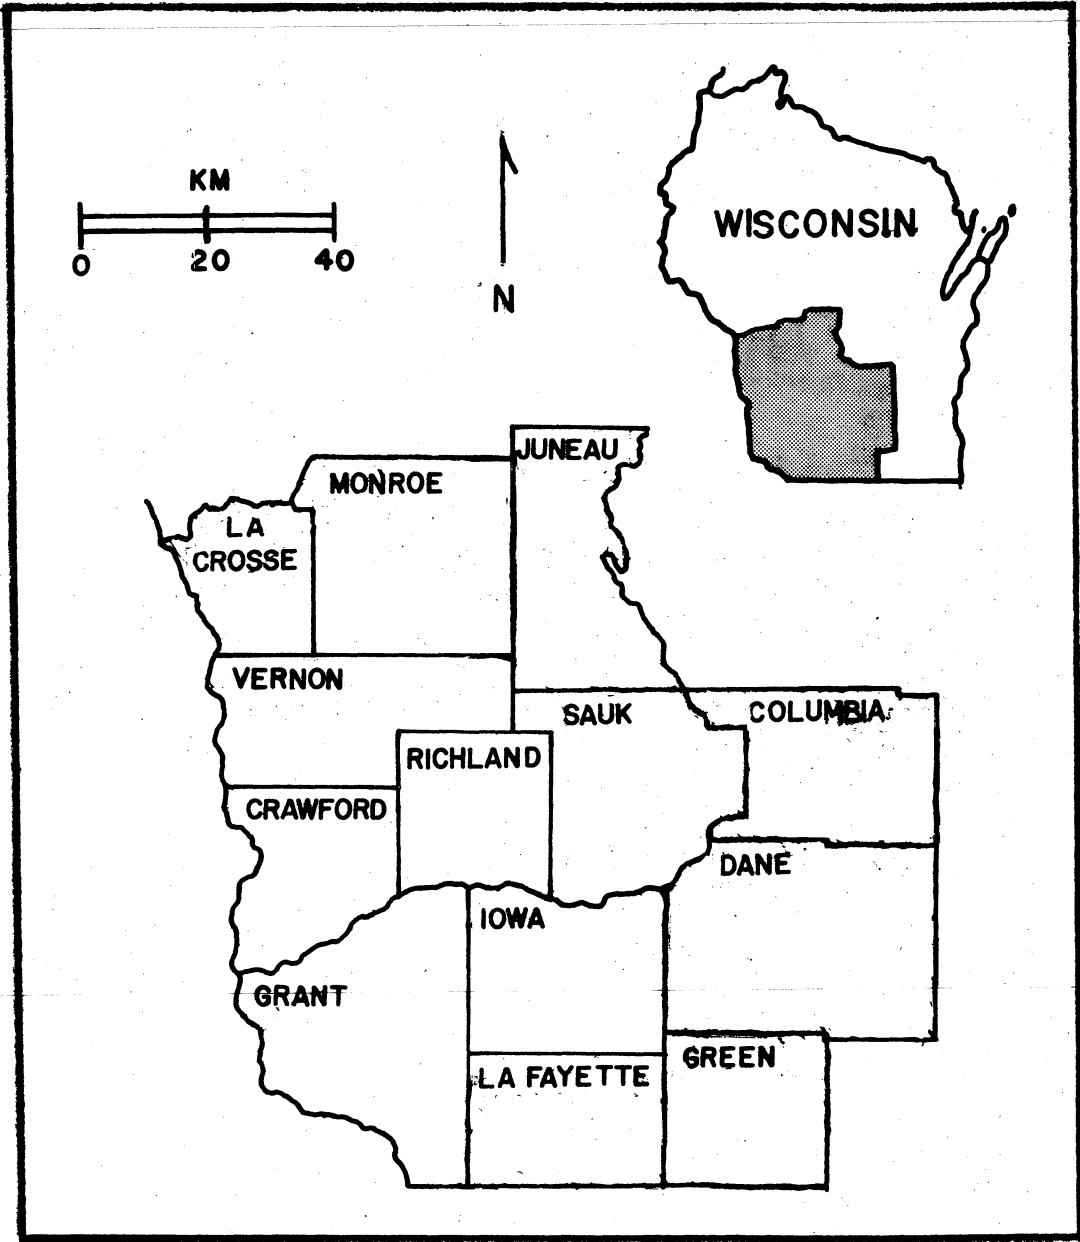 KM
0 20 40
N
WISCONSIN
JUNEAU
MONROE
LA
CROSSE
VERNON
SAUK
COLUMBIA
RICHLAND
CRAWFORD
DANE
IOWA
GRANT
GREEN
LA FAYETTE